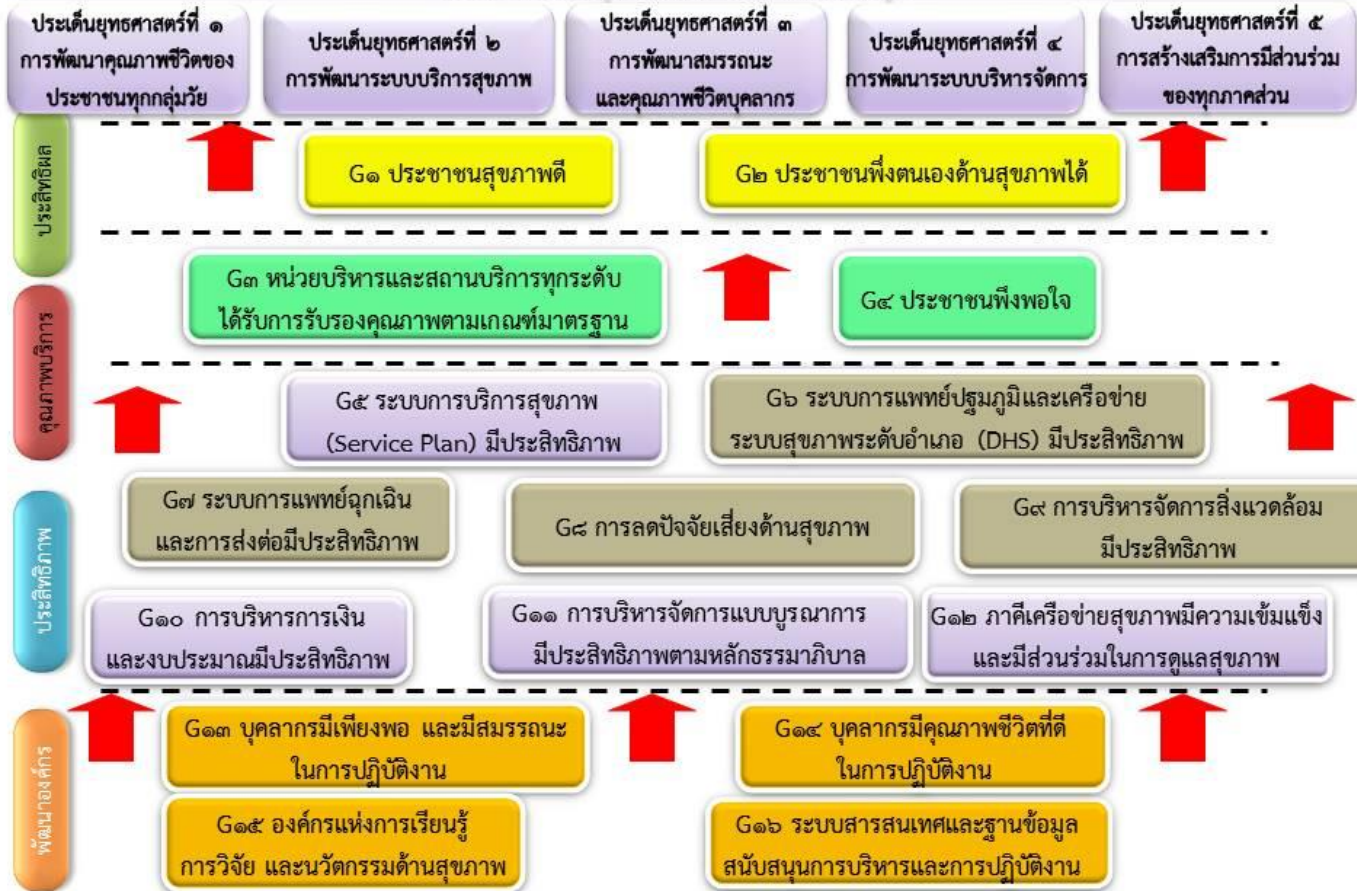 ประเด็นยุทธศาสตร์ที่ ๑
การพัฒนาคุณภาพชีวิตของ
ประชาชนทุกกลุ่มวัย
ประเด็นยุทธศาสตร์ที่ ๒
การพัฒนาระบบบริการสุขภาพ
ประเด็นยุทธศาสตร์ที่ ๓
การพัฒนาสมรรถนะ
และคุณภาพชีวิตบุคลากร
ประเด็นยุทธศาสตร์ที่ ๔
การพัฒนาระบบบริหารจัดการ
ประเด็นยุทธศาสตร์ที่ ๕
การสร้างเสริมการมีส่วนร่วม
ของทุกภาคส่วน
ประสิทธิผล
G๑ ประชาชนสุขภาพดี
G๒ ประชาชนพึ่งตนเองด้านสุขภาพได้
คุณภาพบริการ
G๓ หน่วยบริหารและสถานบริการทุกระดับ
ได้รับการรับรองคุณภาพตามเกณฑ์มาตรฐาน
G๔ ประชาชนพึงพอใจ
G๕ ระบบการบริการสุขภาพ
(Service Plan) มีประสิทธิภาพ
G๖ ระบบการแพทย์ปฐมภูมิและเครือข่าย
ระบบสุขภาพระดับอำเภอ (DHS) มีประสิทธิภาพ
ประสิทธิภาพ
G๗ ระบบการแพทย์ฉุกเฉิน
และการส่งต่อมีประสิทธิภาพ
G๘ การลดปัจจัยเสี่ยงด้านสุขภาพ
G๙ การบริหารจัดการสิ่งแวดล้อม
มีประสิทธิภาพ
G๑๐ การบริหารการเงิน
และงบประมาณมีประสิทธิภาพ
G๑๑ การบริหารจัดการแบบบูรณาการ
มีประสิทธิภาพตามหลักธรรมาภิบาล
G๑๒ ภาคีเครือข่ายสุขภาพมีความเข้มแข็ง
และมีส่วนร่วมในการดูแลสุขภาพ
พัฒนาองค์กร
G๑๓ บุคลากรมีเพียงพอ และมีสมรรถนะ
ในการปฏิบัติงาน
G๑๔ บุคลากรมีคุณภาพชีวิตที่ดี
ในการปฏิบัติงาน
G๑๕ องค์กรแห่งการเรียนรู้
การวิจัย และนวัตกรรมด้านสุขภาพ
G๑๖ ระบบสารสนเทศและฐานข้อมูล
สนับสนุนการบริหารและการปฏิบัติงาน